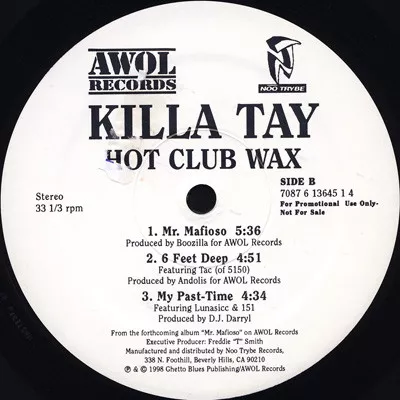 AWOL
RECORDS
NOO TRYBE
KILLA TAY
HOT CLUB WAX
Stereo
33 1/3 rpm
SIDE B
7087 6 13645 1 4
For Promotional Use Only-
Not For Sale
1. Mr. Mafioso 5:36
Produced by Boozilla for AWOL Records
2. 6 Feet Deep 4:51
Featuring Tac (of 5150)
Produced by Andolis for AWOL Records
3. My Past-Time 4:34
Featuring Lunasicc & 151
Produced by D.J. Darryl
From the forthcoming album "Mr. Mafioso" on AWOL Records
Executive Producer: Freddie "T" Smith
Manufactured and distributed by Noo Trybe Records,
338 N. Foothill, Beverly Hills, CA 90210
℗ & © 1998 Ghetto Blues Publishing/AWOL Records